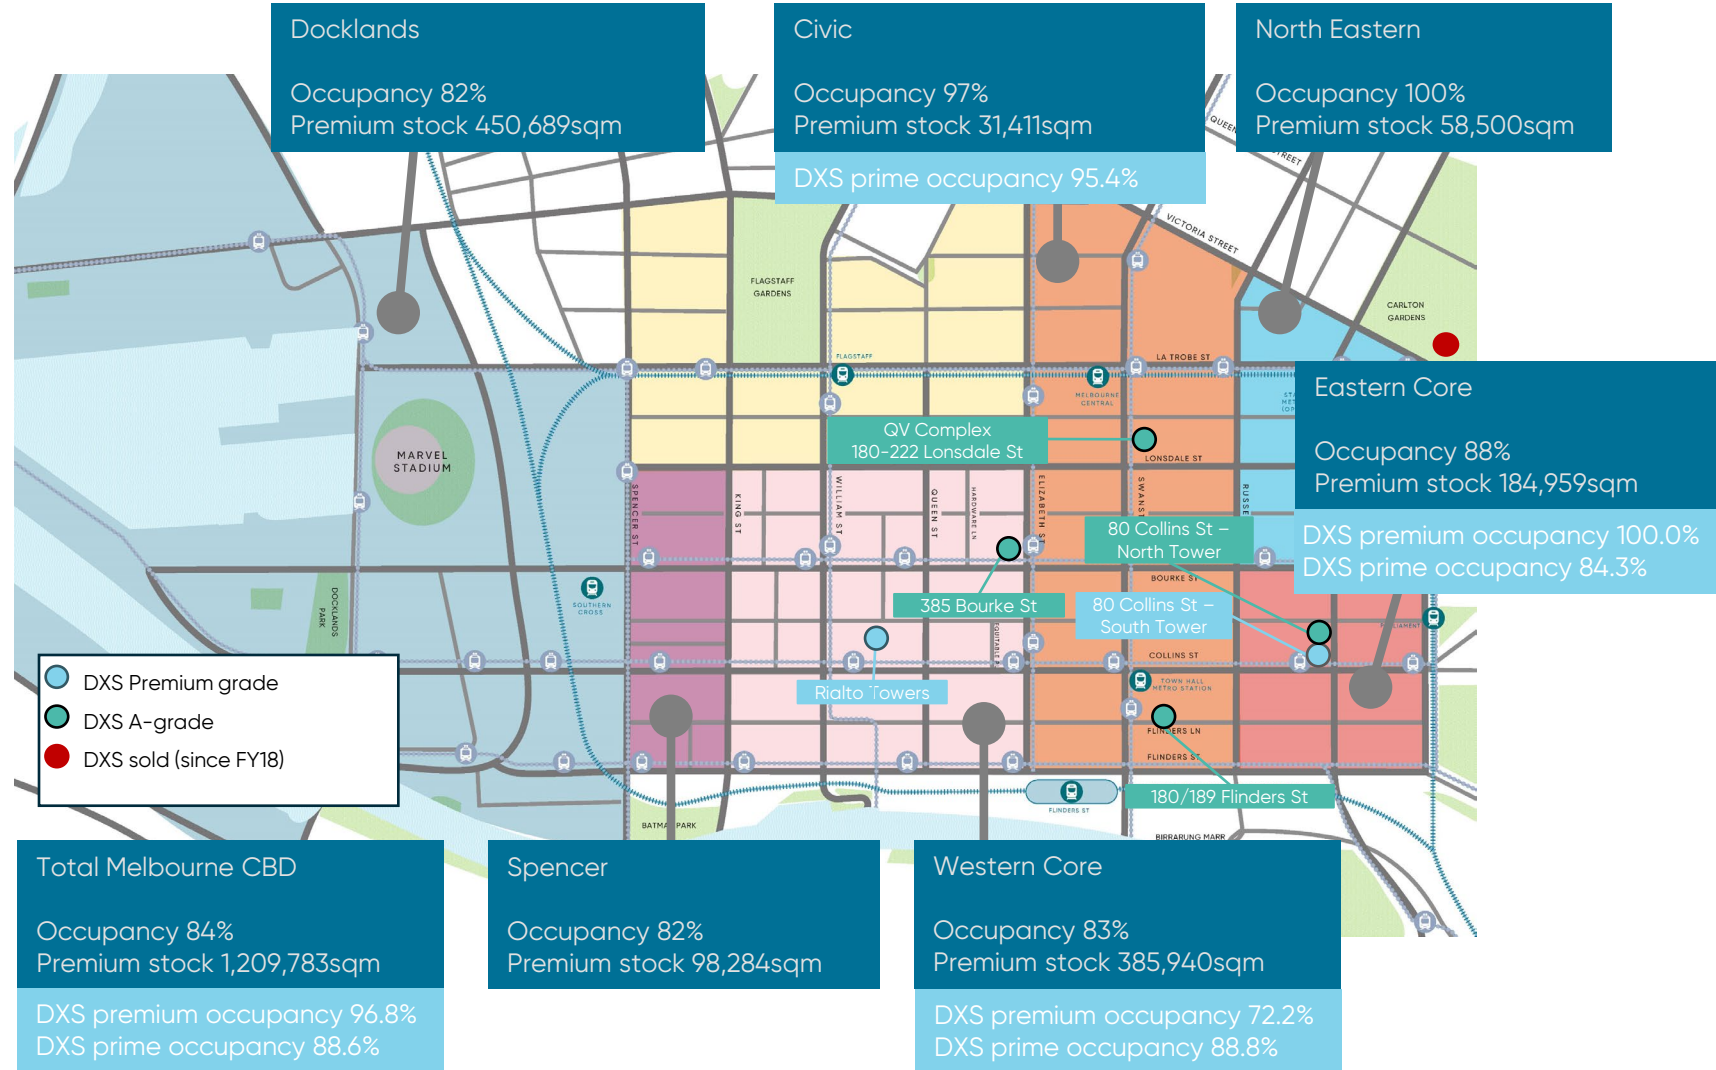 Docklands
Occupancy 82%
Premium stock 450,689sqm
Civic
Occupancy 97%
Premium stock 31,411sqm
DXS prime occupancy 95.4%
North Eastern
Occupancy 100%
Premium stock 58,500sqm
VICTORIA STREET
FLAGSTAFF
GARDENS
CARLTON
GARDENS
FLAGSTAFF
LA TROBE ST
MELBOURNE
CENTRAL
Eastern Core
Occupancy 88%
Premium stock 184,959sqm
DXS premium occupancy 100.0%
DXS prime occupancy 84.3%
QV Complex
180-222 Lonsdale St
LONSDALE ST
MARVEL
STADIUM
SPENCER ST
KING ST
WILLIAM ST
QUEEN ST
HARDWARE LN
ELIZABETH ST
80 Collins St –
North Tower
BOURKE ST
385 Bourke St
80 Collins St –
South Tower
SOUTHERN
CROSS
DOCKLANDS
PARK
COLLINS ST
TOWN HALL
METRO STATION
Rialto Towers
FLINDERS LN
FLINDERS ST
180/189 Flinders St
FLINDERS ST
BIRRARUNG MARR
PARK
DXS Premium grade
DXS A-grade
DXS sold (since FY18)
Total Melbourne CBD
Occupancy 84%
Premium stock 1,209,783sqm
DXS premium occupancy 96.8%
DXS prime occupancy 88.6%
Spencer
Occupancy 82%
Premium stock 98,284sqm
Western Core
Occupancy 83%
Premium stock 385,940sqm
DXS premium occupancy 72.2%
DXS prime occupancy 88.8%